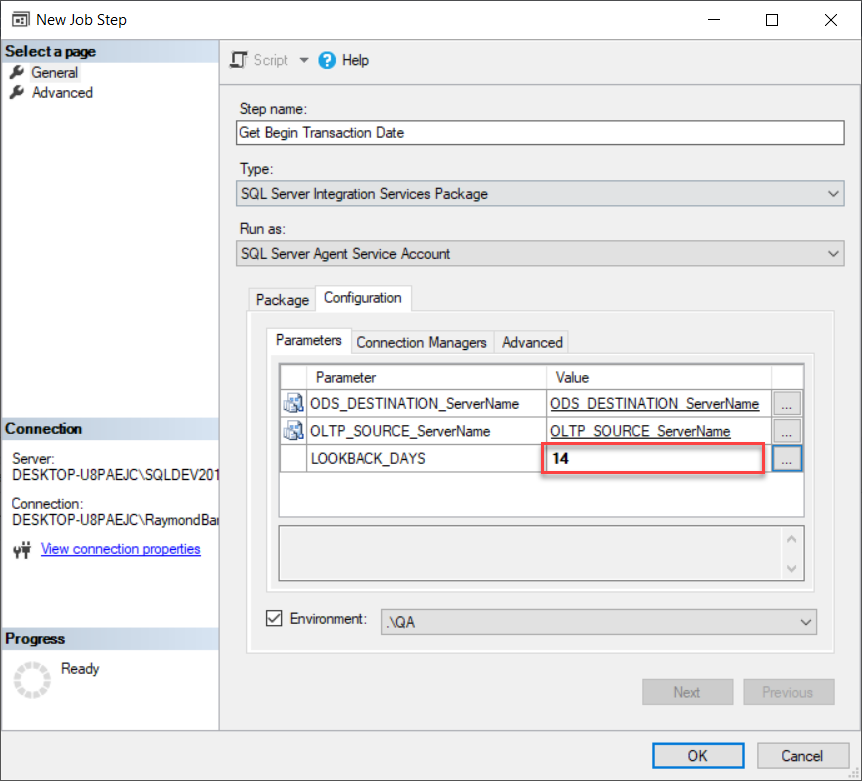 New Job Step
Select a page
General
Advanced
Script
Help
Step name:
Get Begin Transaction Date
Type:
SQL Server Integration Services Package
Run as:
SQL Server Agent Service Account
Package
Configuration
Parameters
Connection Managers
Advanced
Parameter Value
ODS_DESTINATION_ServerName ODS_DESTINATION_ServerName ...
OLTP_SOURCE_ServerName OLTP_SOURCE_ServerName ...
LOOKBACK_DAYS 14 ...
Environment: .\QA
Next Previous
Connection
Server:
DESKTOP-U8PAEJC\SQLDEV201
Connection:
DESKTOP-U8PAEJC\RaymondBar
View connection properties
Progress
Ready
OK Cancel